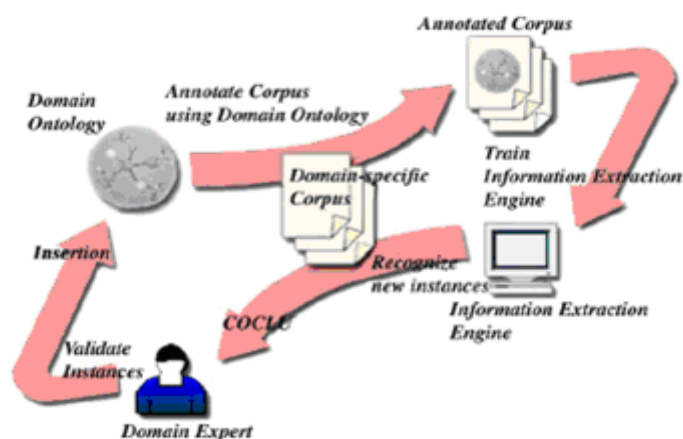 Annotated Corpus
Domain
Ontology
Annotate Corpus
using Domain Ontology
Domain-specific
Corpus
Train
Information Extraction
Engine
Insertion
Recognize
new instances
Information Extraction
Engine
COCLU
Validate
Instances
Domain Expert